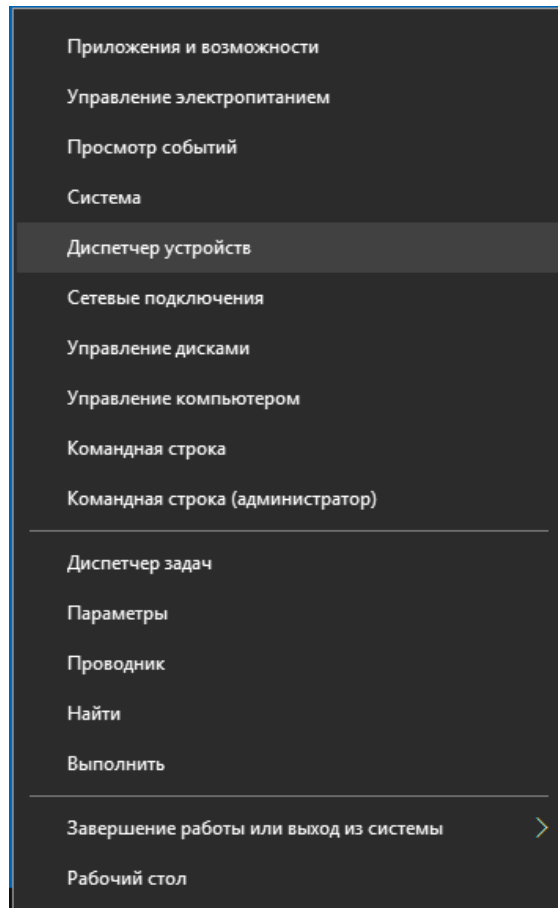 Приложения и возможности
Управление электропитанием
Просмотр событий
Система
Диспетчер устройств
Сетевые подключения
Управление дисками
Управление компьютером
Командная строка
Командная строка (администратор)
Диспетчер задач
Параметры
Проводник
Найти
Выполнить
Завершение работы или выход из системы
Рабочий стол